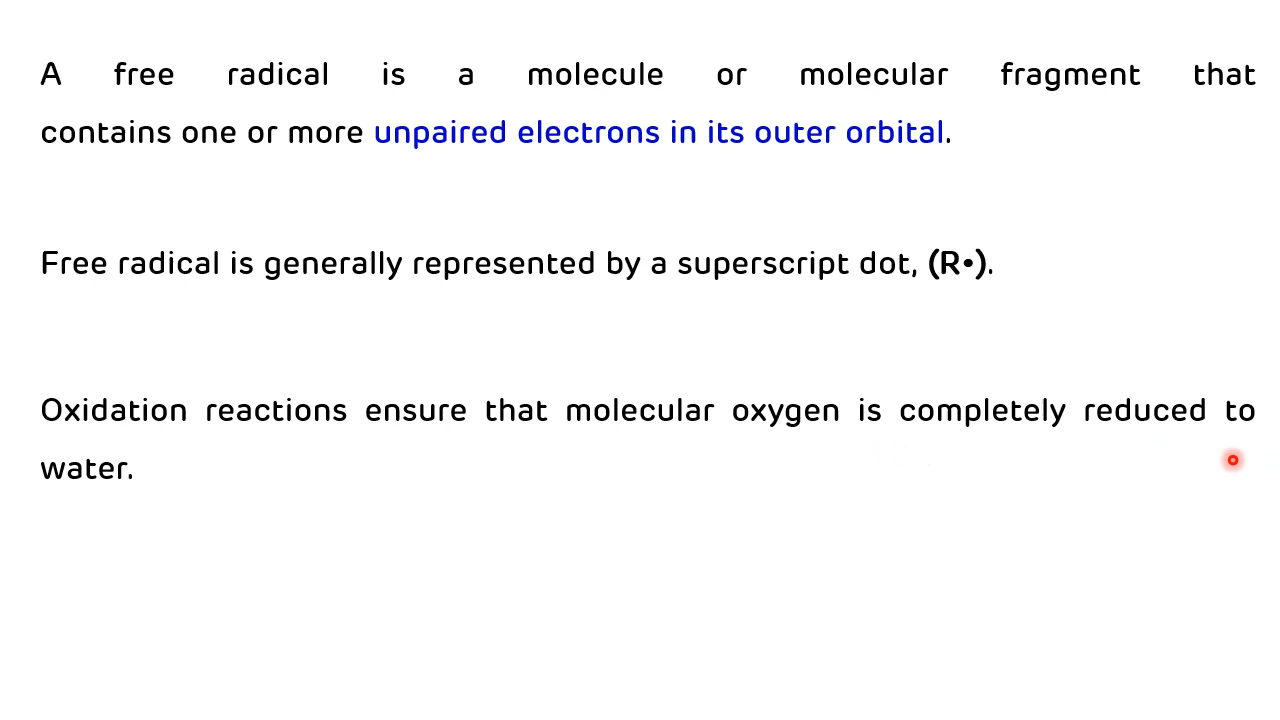 A free radical is a molecule or molecular fragment that
contains one or more unpaired electrons in its outer orbital.
Free radical is generally represented by a superscript dot, (R•).
Oxidation reactions ensure that molecular oxygen is completely reduced to
water.